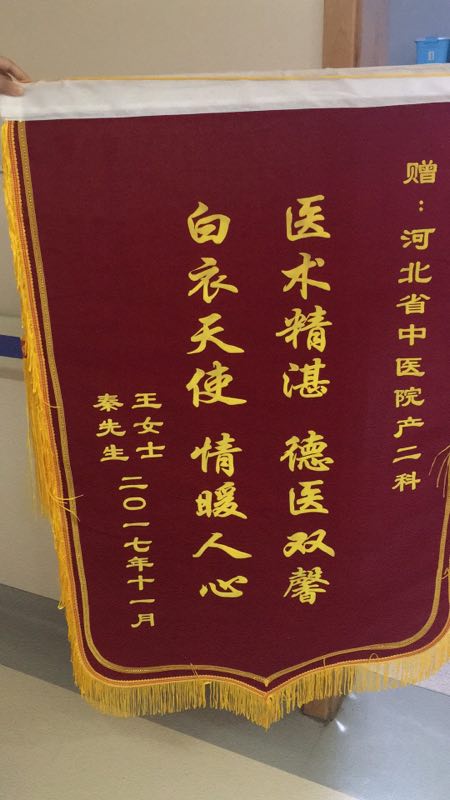 赠：河北省中医院产二科
医术精湛 德医双馨
白衣天使 情暖人心
王女士
秦先生
二〇一七年十一月